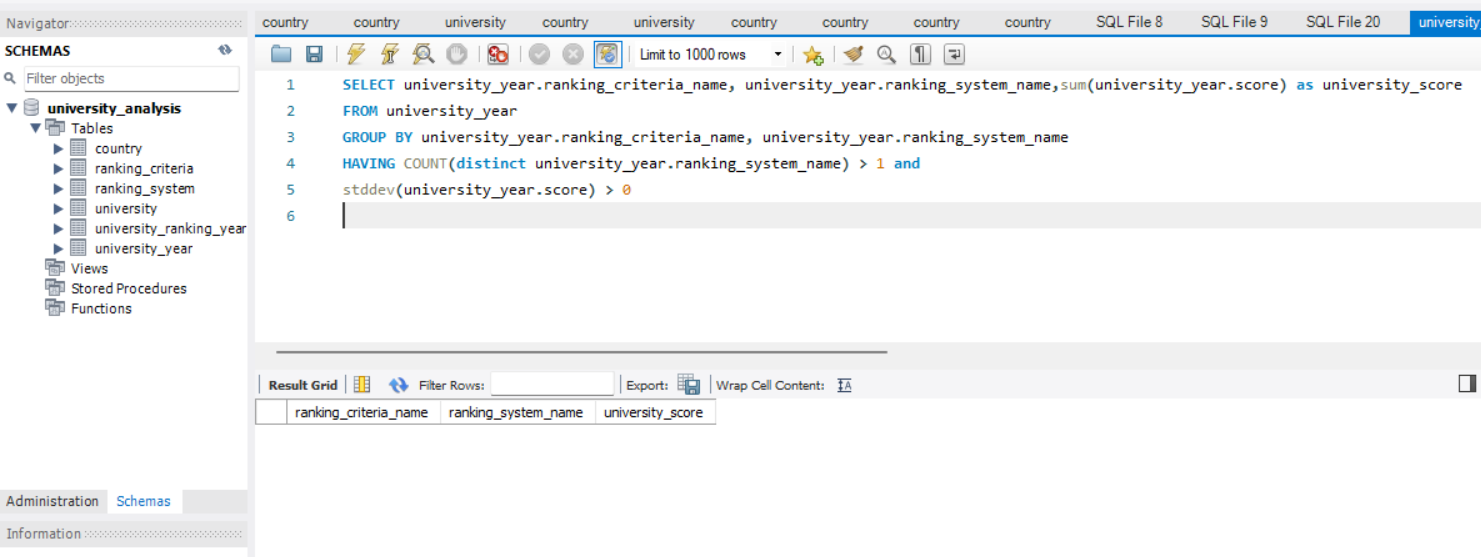 Navigator
SCHEMAS
Filter objects
university_analysis
Tables
country
ranking_criteria
ranking_system
university
university_ranking_year
university_year
Views
Stored Procedures
Functions
Administration Schemas
Information
country country university country university country country country country SQL File 8 SQL File 9 SQL File 20 university_
Limit to 1000 rows
1 SELECT university_year.ranking_criteria_name, university_year.ranking_system_name,sum(university_year.score) as university_score
2 FROM university_year
3 GROUP BY university_year.ranking_criteria_name, university_year.ranking_system_name
4 HAVING COUNT(distinct university_year.ranking_system_name) > 1 and
5 stddev(university_year.score) > 0
6
Result Grid Filter Rows: Export: Wrap Cell Content:
ranking_criteria_name ranking_system_name university_score